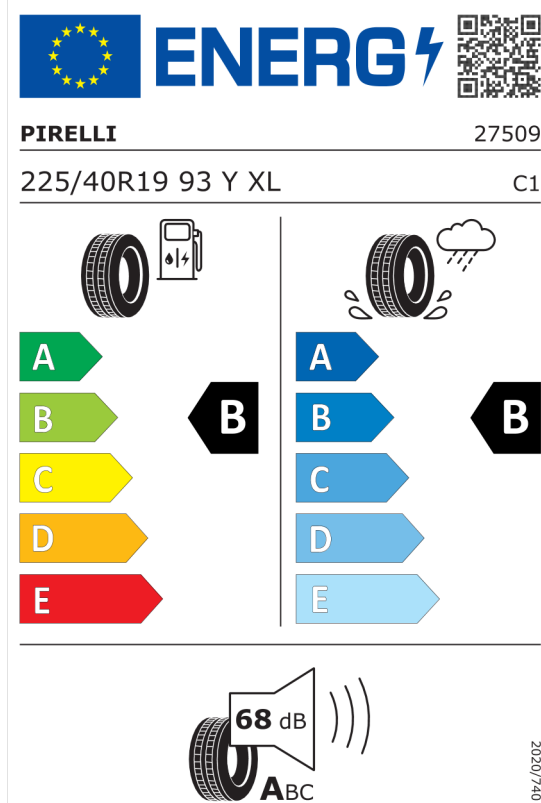 ENERG
PIRELLI 27509
225/40R19 93 Y XL C1
A A
B B B B
C C
D D
E E
68 dB
ABC
2020/740